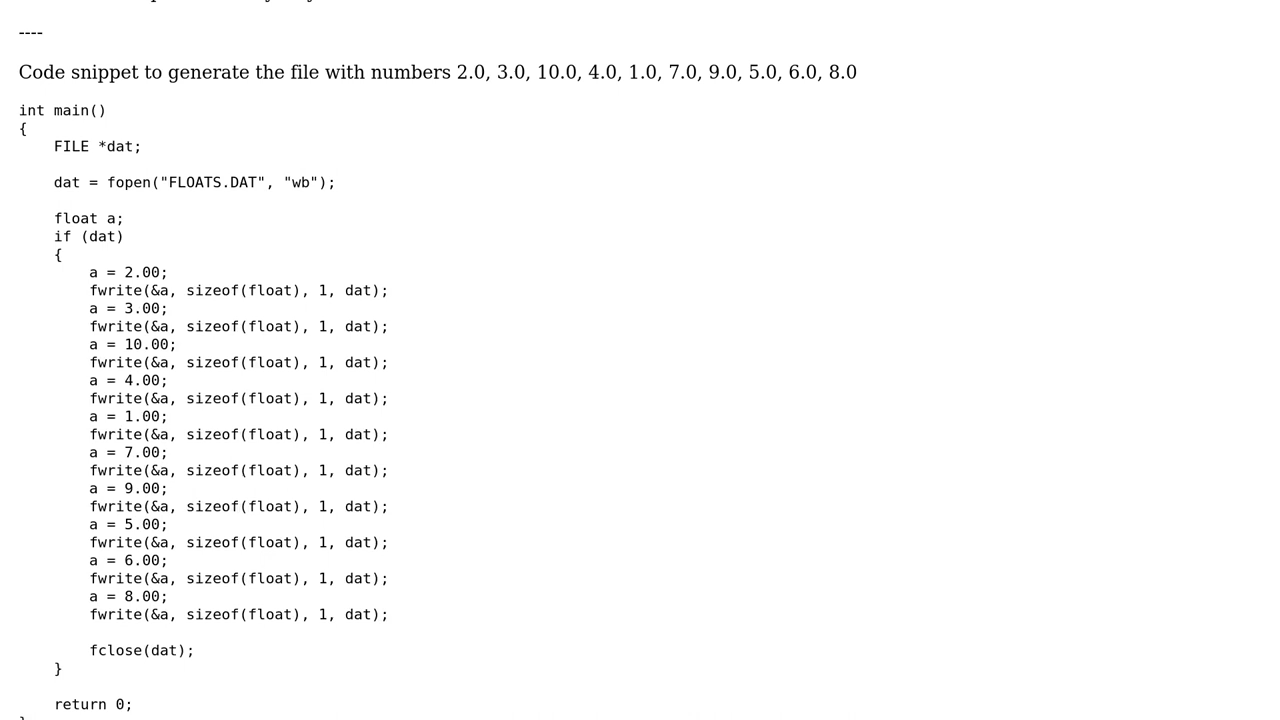 ----
Code snippet to generate the file with numbers 2.0, 3.0, 10.0, 4.0, 1.0, 7.0, 9.0, 5.0, 6.0, 8.0
int main()
{
    FILE *dat;

    dat = fopen("FLOATS.DAT", "wb");

    float a;
    if (dat)
    {
        a = 2.00;
        fwrite(&a, sizeof(float), 1, dat);
        a = 3.00;
        fwrite(&a, sizeof(float), 1, dat);
        a = 10.00;
        fwrite(&a, sizeof(float), 1, dat);
        a = 4.00;
        fwrite(&a, sizeof(float), 1, dat);
        a = 1.00;
        fwrite(&a, sizeof(float), 1, dat);
        a = 7.00;
        fwrite(&a, sizeof(float), 1, dat);
        a = 9.00;
        fwrite(&a, sizeof(float), 1, dat);
        a = 5.00;
        fwrite(&a, sizeof(float), 1, dat);
        a = 6.00;
        fwrite(&a, sizeof(float), 1, dat);
        a = 8.00;
        fwrite(&a, sizeof(float), 1, dat);

        fclose(dat);
    }

    return 0;